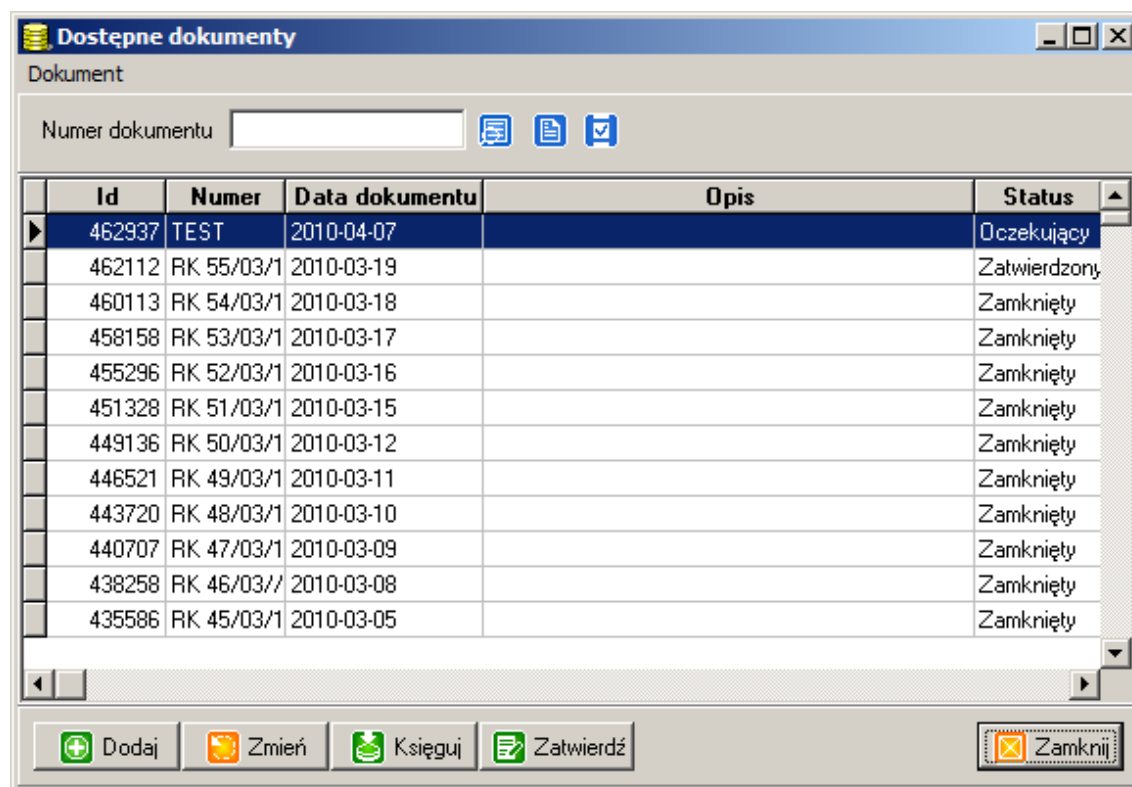 Dostępne dokumenty
Dokument
Numer dokumentu
Id Numer Data dokumentu Opis Status
462937 TEST 2010-04-07 Oczekujący
462112 RK 55/03/1 2010-03-19 Zatwierdzony
460113 RK 54/03/1 2010-03-18 Zamknięty
458158 RK 53/03/1 2010-03-17 Zamknięty
455296 RK 52/03/1 2010-03-16 Zamknięty
451328 RK 51/03/1 2010-03-15 Zamknięty
449136 RK 50/03/1 2010-03-12 Zamknięty
446521 RK 49/03/1 2010-03-11 Zamknięty
443720 RK 48/03/1 2010-03-10 Zamknięty
440707 RK 47/03/1 2010-03-09 Zamknięty
438258 RK 46/03// 2010-03-08 Zamknięty
435586 RK 45/03/1 2010-03-05 Zamknięty
Dodaj Zmień Księguj Zatwierdź Zamknij